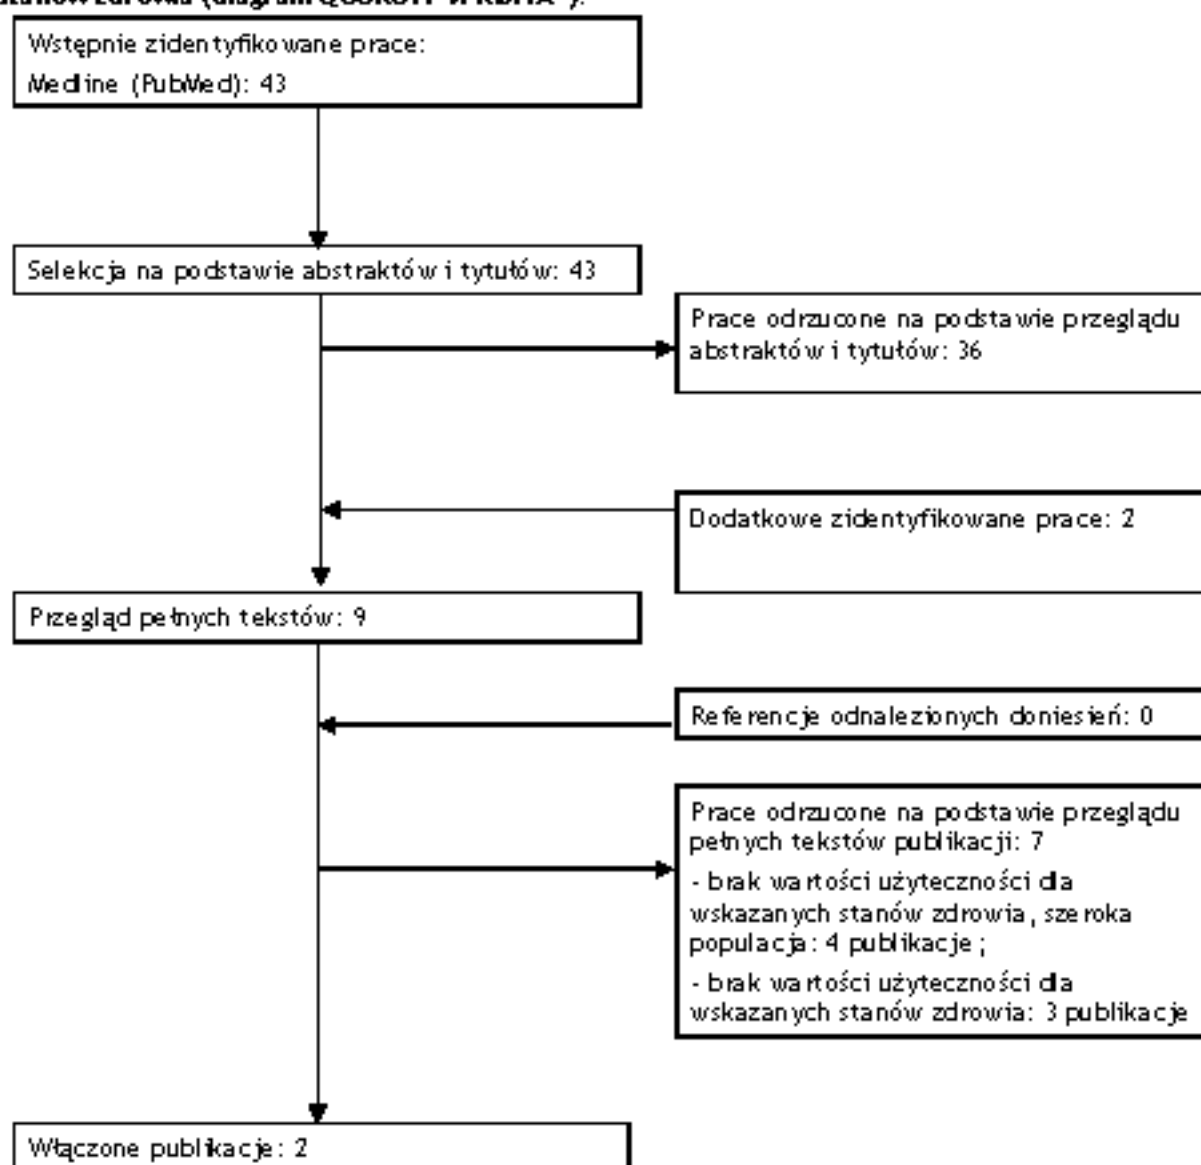 Wstępnie zidentyfikowane prace:
Medline (PubMed): 43
Selekcja na podstawie abstraktów i tytułów: 43
Prace odrzucone na podstawie przeglądu
abstraktów i tytułów: 36
Dodatkowe zidentyfikowane prace: 2
Przegląd pełnych tekstów: 9
Referencje odnalezionych doniesień: 0
Prace odrzucone na podstawie przeglądu
pełnych tekstów publikacji: 7
- brak wartości użyteczności dla
wskazanych stanów zdrowia, szeroka
populacja: 4 publikacje;
- brak wartości użyteczności dla
wskazanych stanów zdrowia: 3 publikacje
Włączone publikacje: 2